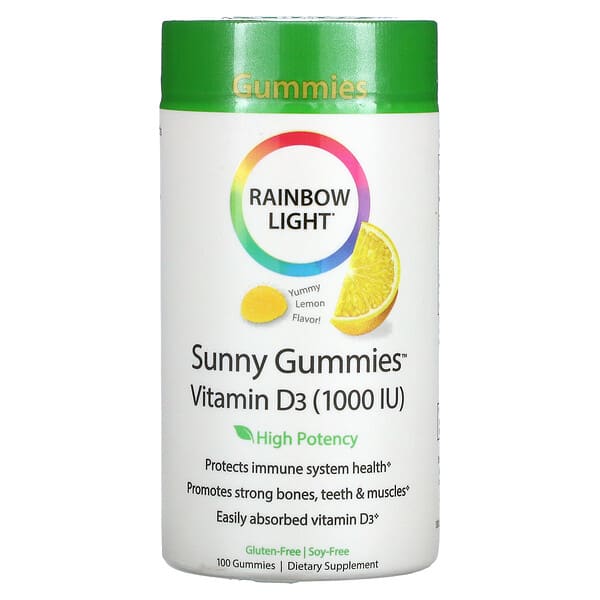 Gummies
RAINBOW
LIGHT®
Yummy
Lemon
Flavor!
Sunny Gummies™
Vitamin D3 (1000 IU)
High Potency
Protects immune system health❖
Promotes strong bones, teeth & muscles❖
Easily absorbed vitamin D3❖
Gluten-Free | Soy-Free
100 Gummies | Dietary Supplement